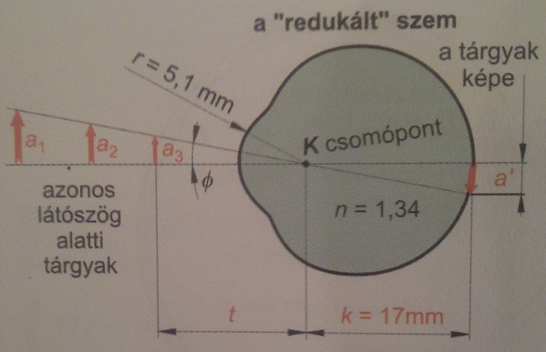 a "redukált" szem
a tárgyak
képe
r = 5,1 mm
K csomópont
a₁
a₂
a₃
ϕ
a'
azonos
látószög
alatti
tárgyak
n = 1,34
t
k = 17mm